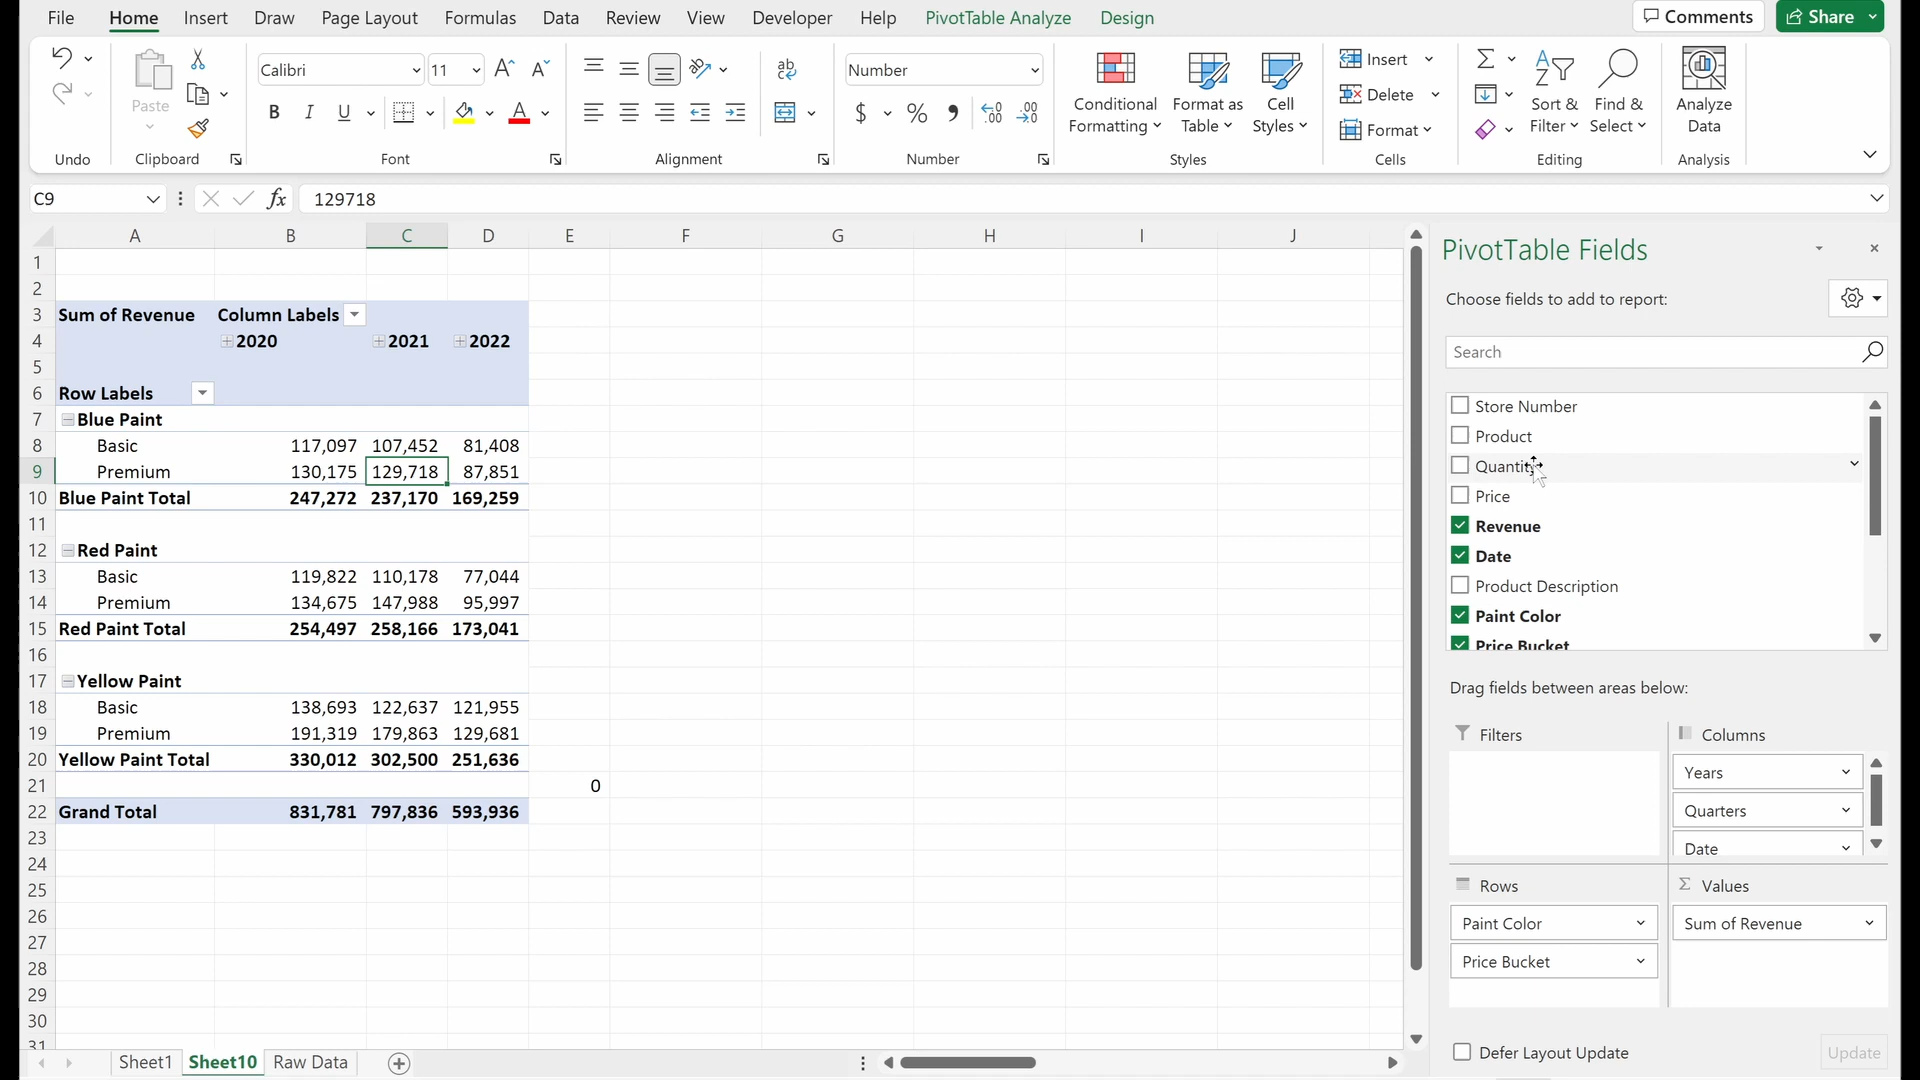 File Home Insert Draw Page Layout Formulas Data Review View Developer Help PivotTable Analyze Design Comments Share
Calibri 11 Number Insert
Paste Conditional Formatting Format as Table Cell Styles Delete Sort & Filter Find & Select Analyze Data
B I U $ % , Format
Undo Clipboard Font Alignment Number Styles Cells Editing Analysis
C9 fx 129718
A B C D E F G H I J
1
2
3 Sum of Revenue Column Labels
4 2020 2021 2022
5
6 Row Labels
7 Blue Paint
8 Basic 117,097 107,452 81,408
9 Premium 130,175 129,718 87,851
10 Blue Paint Total 247,272 237,170 169,259
11
12 Red Paint
13 Basic 119,822 110,178 77,044
14 Premium 134,675 147,988 95,997
15 Red Paint Total 254,497 258,166 173,041
16
17 Yellow Paint
18 Basic 138,693 122,637 121,955
19 Premium 191,319 179,863 129,681
20 Yellow Paint Total 330,012 302,500 251,636
21 0
22 Grand Total 831,781 797,836 593,936
23
24
25
26
27
28
29
30
31
Sheet1 Sheet10 Raw Data
PivotTable Fields
Choose fields to add to report:
Search
Store Number
Product
Quantity
Price
Revenue
Date
Product Description
Paint Color
Price Bucket
Drag fields between areas below:
Filters
Columns
Years
Quarters
Date
Rows
Paint Color
Price Bucket
Σ Values
Sum of Revenue
Defer Layout Update Update